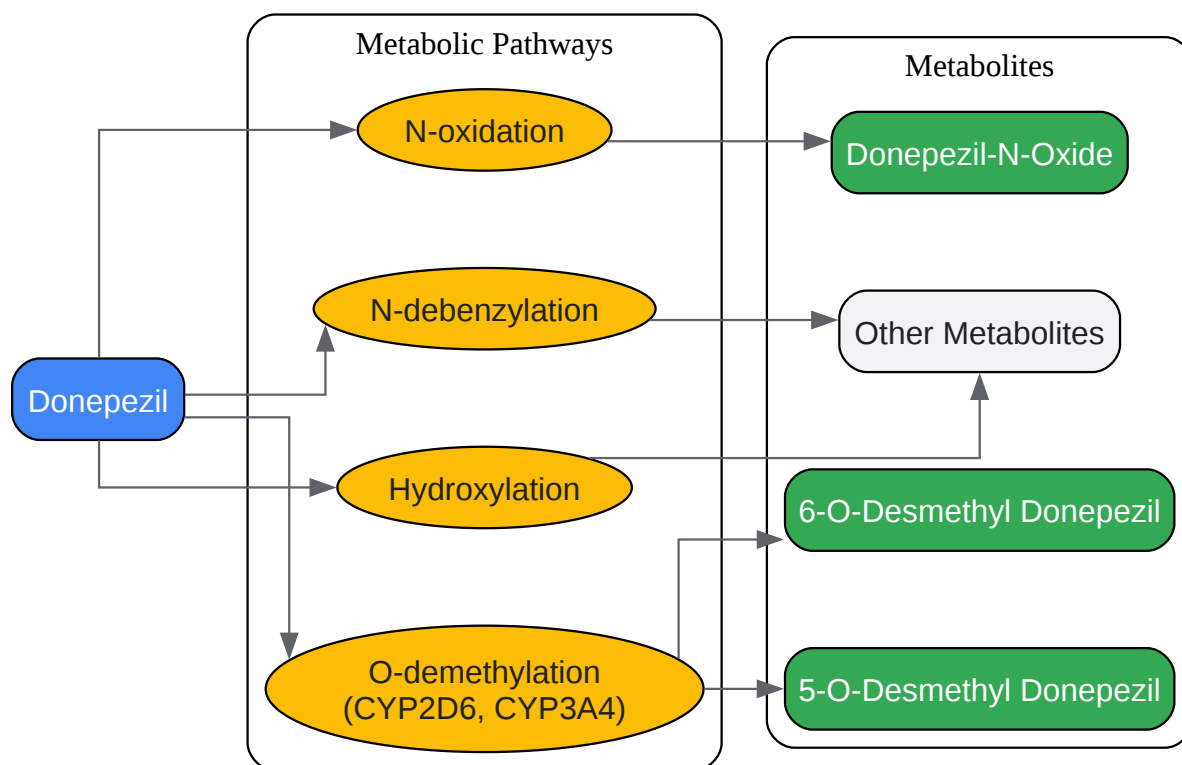 Metabolic Pathways
Metabolites
N-oxidation
Donepezil-N-Oxide
N-debenzylation
Other Metabolites
Donepezil
Hydroxylation
6-O-Desmethyl Donepezil
O-demethylation
(CYP2D6, CYP3A4)
5-O-Desmethyl Donepezil